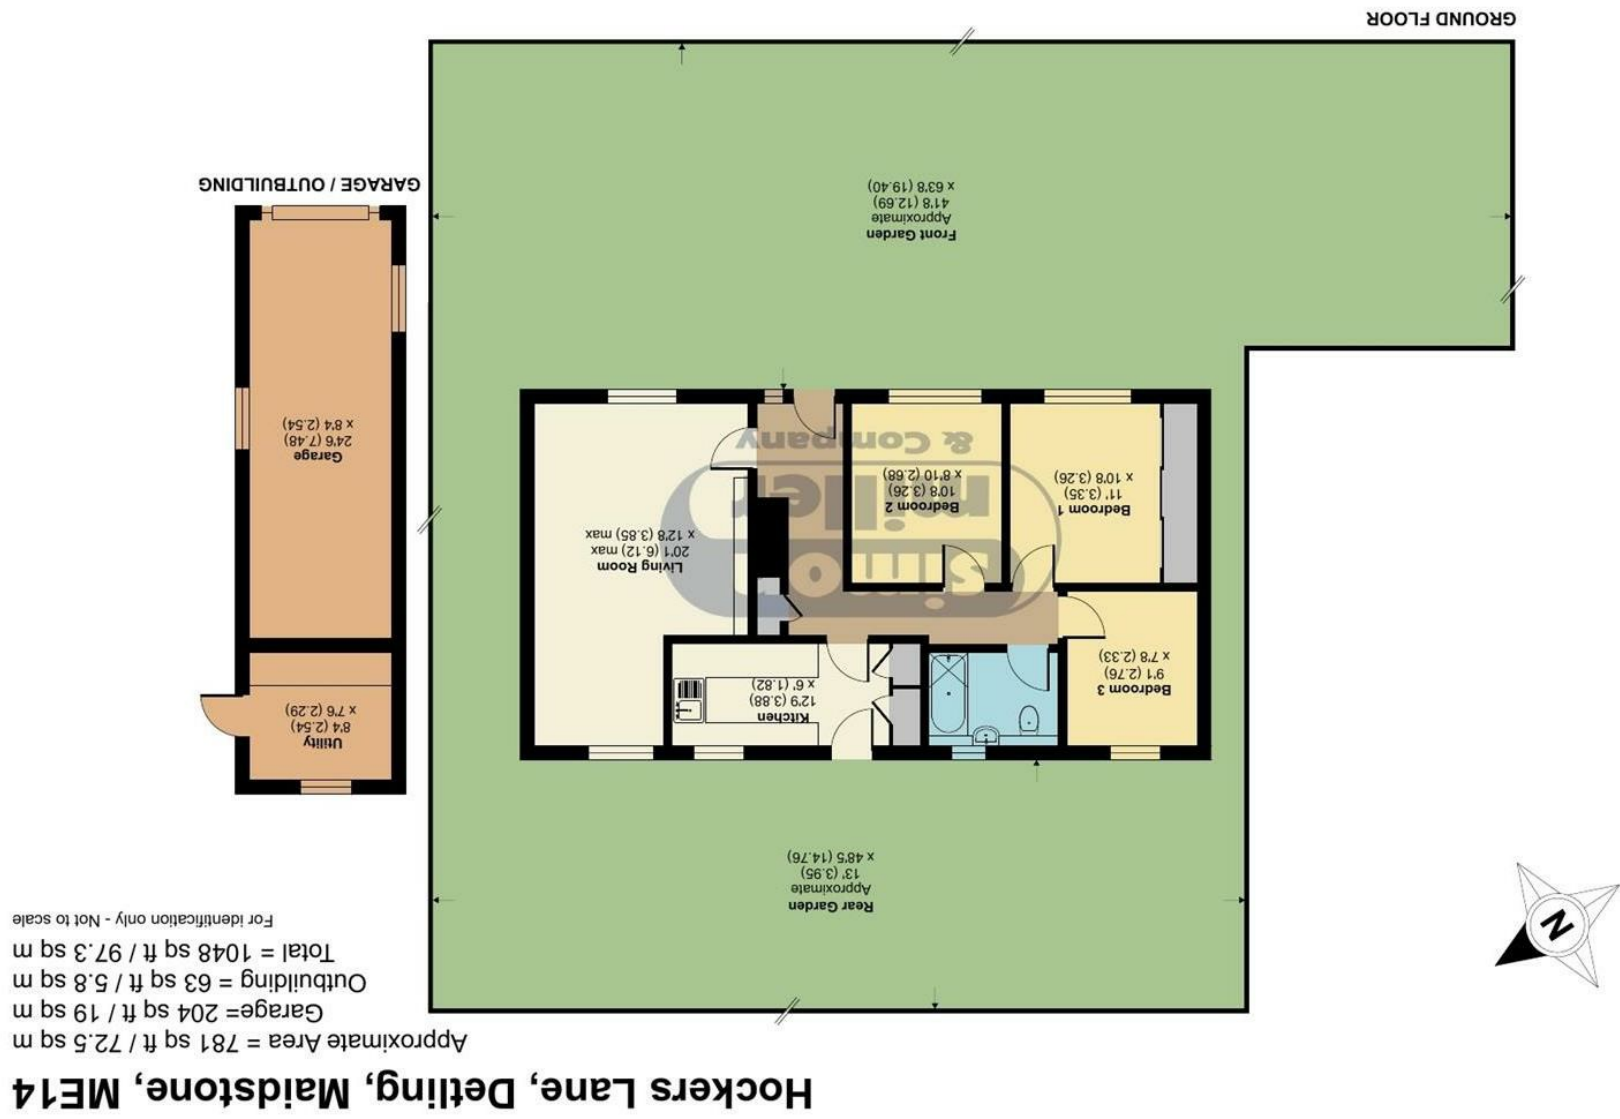 Hockers Lane, Detling, Maidstone, ME14
Approximate Area = 781 sq ft / 72.5 sq m
Garage= 204 sq ft / 19 sq m
Outbuilding = 63 sq ft / 5.8 sq m
Total = 1048 sq ft / 97.3 sq m
For identification only - Not to scale
N
Rear Garden
Approximate
13' (3.95)
x 48'5 (14.76)
Utility
8'4 (2.54)
x 7'6 (2.29)
Bedroom 3
9'1 (2.76)
x 7'8 (2.33)
Kitchen
12'9 (3.88)
x 6' (1.82)
Living Room
20'1 (6.12) max
x 12'8 (3.85) max
Bedroom 1
11' (3.35)
x 10'8 (3.26)
Bedroom 2
10'8 (3.26)
x 8'10 (2.68)
simon
miller
& Company
Garage
24'6 (7.48)
x 8'4 (2.54)
Front Garden
Approximate
41'8 (12.69)
x 63'8 (19.40)
GARAGE / OUTBUILDING
GROUND FLOOR